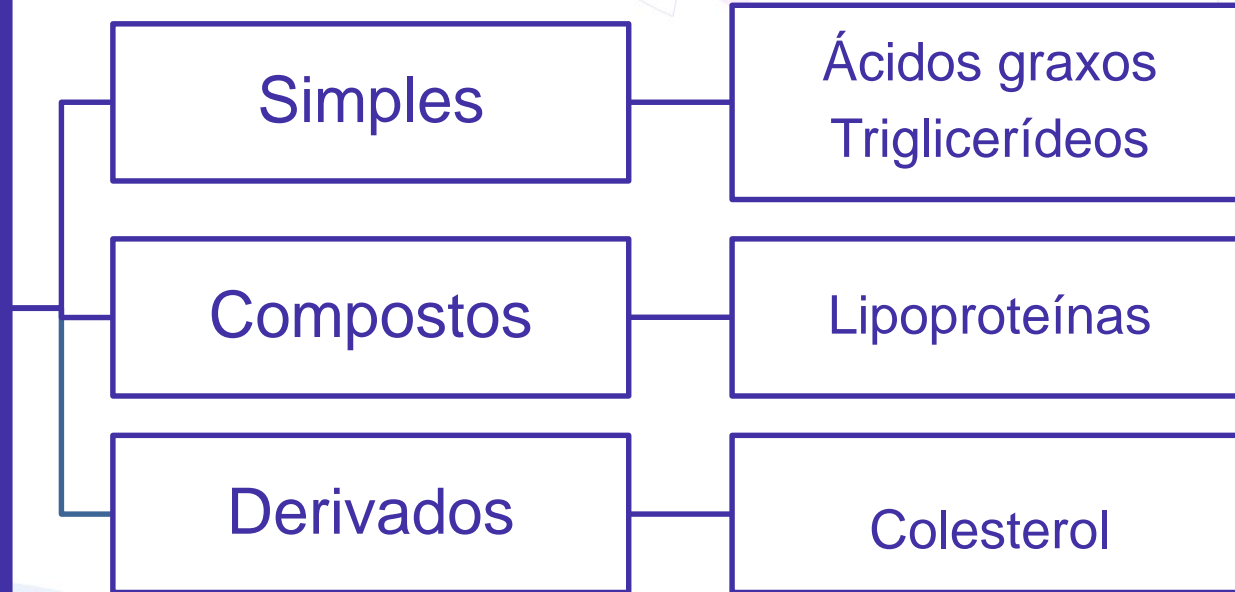 Simples
Ácidos graxos
Triglicerídeos
Compostos
Lipoproteínas
Derivados
Colesterol